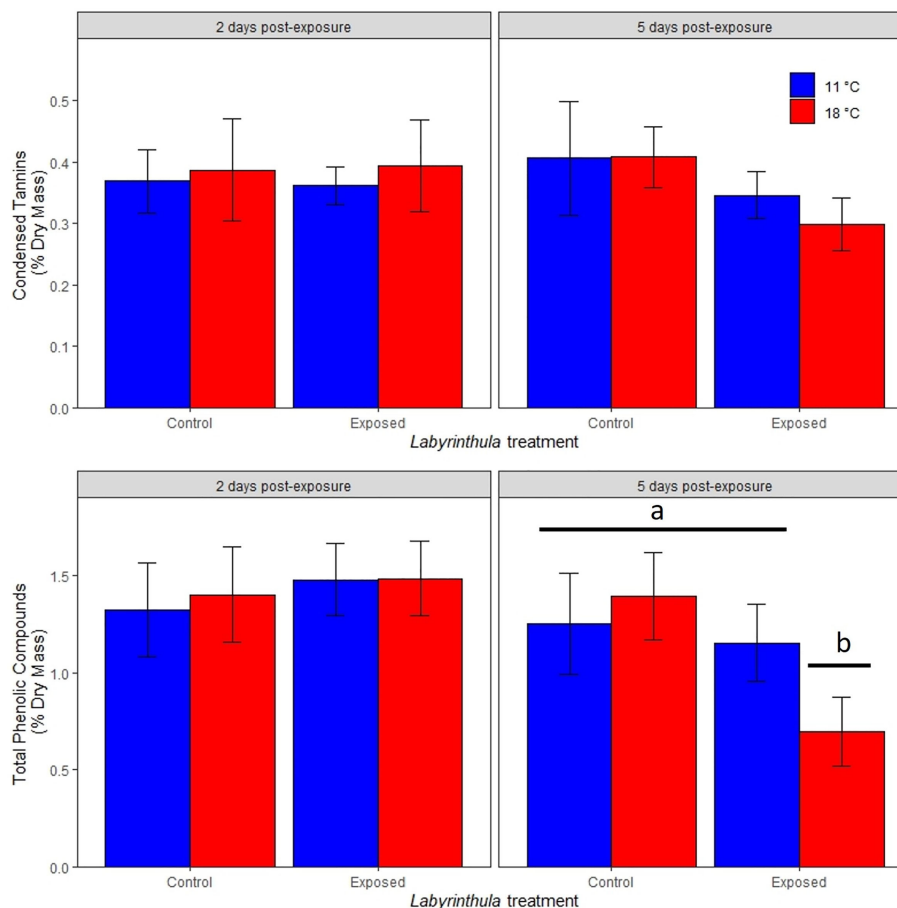 2 days post-exposure
5 days post-exposure
Condensed Tannins
(% Dry Mass)
0.5
0.4
0.3
0.2
0.1
0.0
11 °C
18 °C
Control
Exposed
Control
Exposed
Labyrinthula treatment
2 days post-exposure
5 days post-exposure
Total Phenolic Compounds
(% Dry Mass)
1.5
1.0
0.5
0.0
a
b
Control
Exposed
Control
Exposed
Labyrinthula treatment